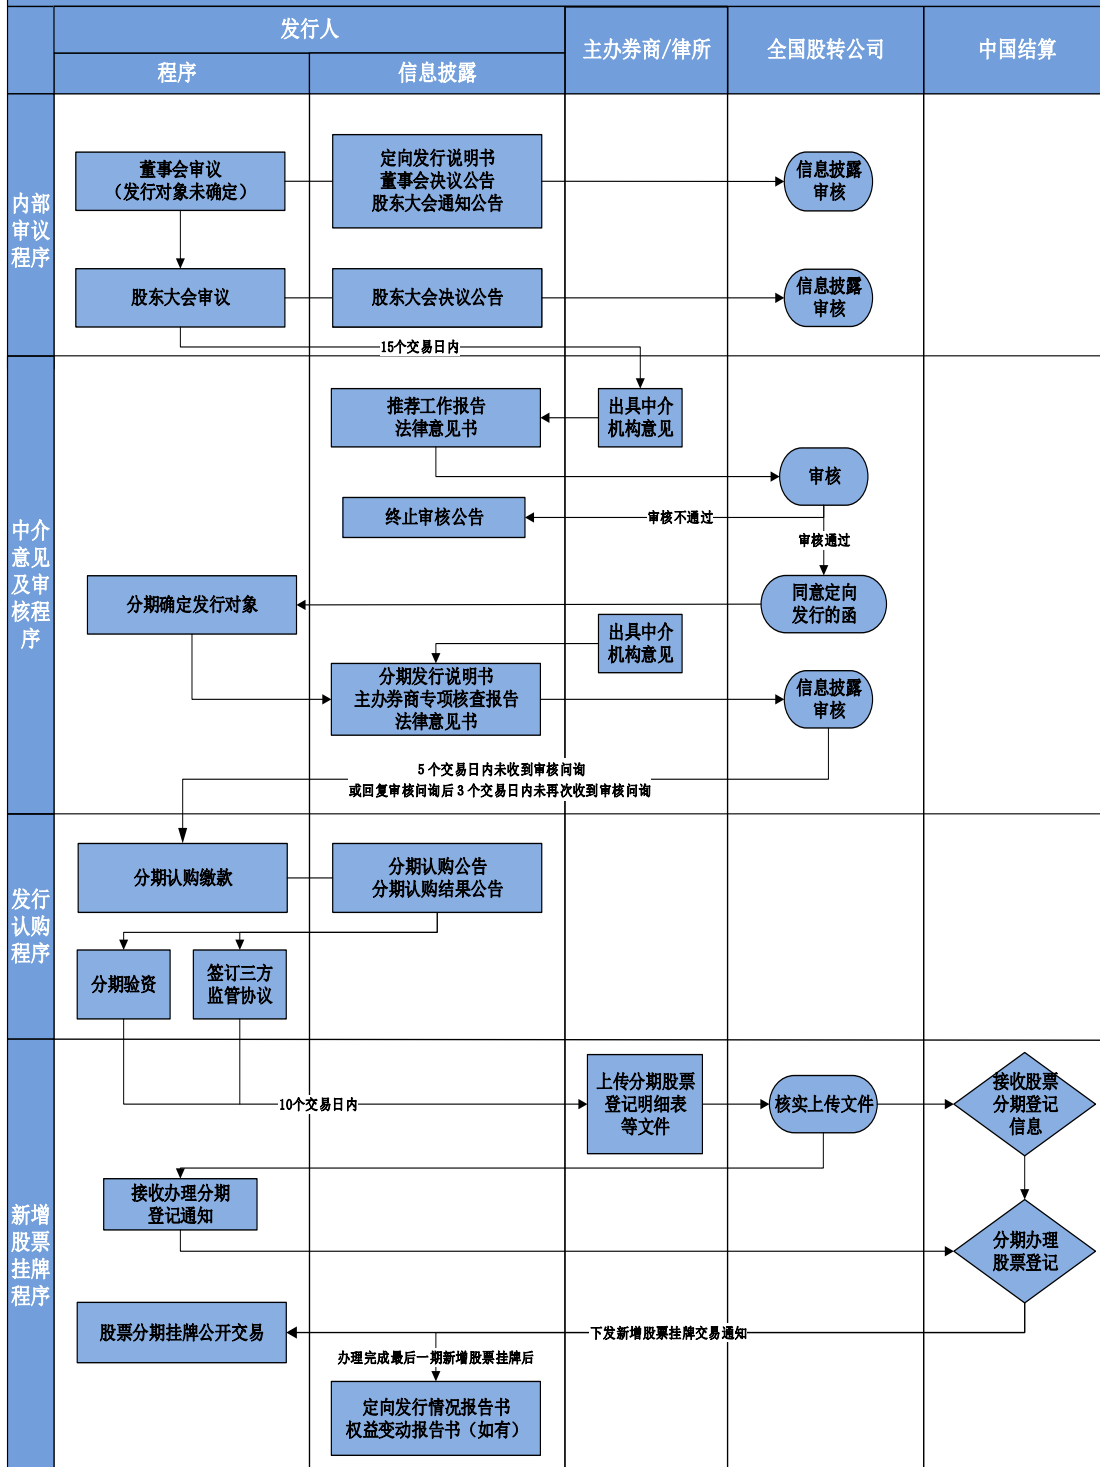 发行人
主办券商/律所
全国股转公司
中国结算
程序
信息披露
内部
审议
程序
董事会审议
（发行对象未确定）
定向发行说明书
董事会决议公告
股东大会通知公告
信息披露
审核
股东大会审议
股东大会决议公告
信息披露
审核
15个交易日内
中介
意见
及审
核程
序
推荐工作报告
法律意见书
出具中介
机构意见
审核
终止审核公告
审核不通过
审核通过
分期确定发行对象
同意定向
发行的函
出具中介
机构意见
分期发行说明书
主办券商专项核查报告
法律意见书
信息披露
审核
5个交易日内未收到审核问询
或回复审核问询后3个交易日内未再次收到审核问询
发行
认购
程序
分期认购缴款
分期认购公告
分期认购结果公告
分期验资
签订三方
监管协议
新增
股票
挂牌
程序
10个交易日内
上传分期股票
登记明细表
等文件
核实上传文件
接收股票
分期登记
信息
接收办理分期
登记通知
分期办理
股票登记
股票分期挂牌公开交易
下发新增股票挂牌交易通知
办理完成最后一期新增股票挂牌后
定向发行情况报告书
权益变动报告书（如有）